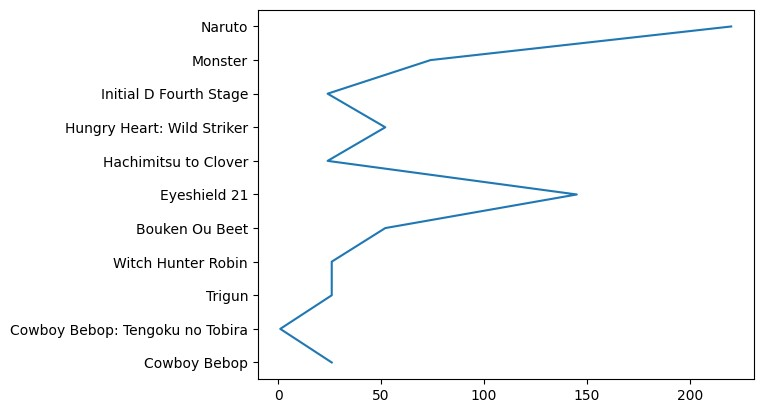 Naruto
Monster
Initial D Fourth Stage
Hungry Heart: Wild Striker
Hachimitsu to Clover
Eyeshield 21
Bouken Ou Beet
Witch Hunter Robin
Trigun
Cowboy Bebop: Tengoku no Tobira
Cowboy Bebop
0 50 100 150 200